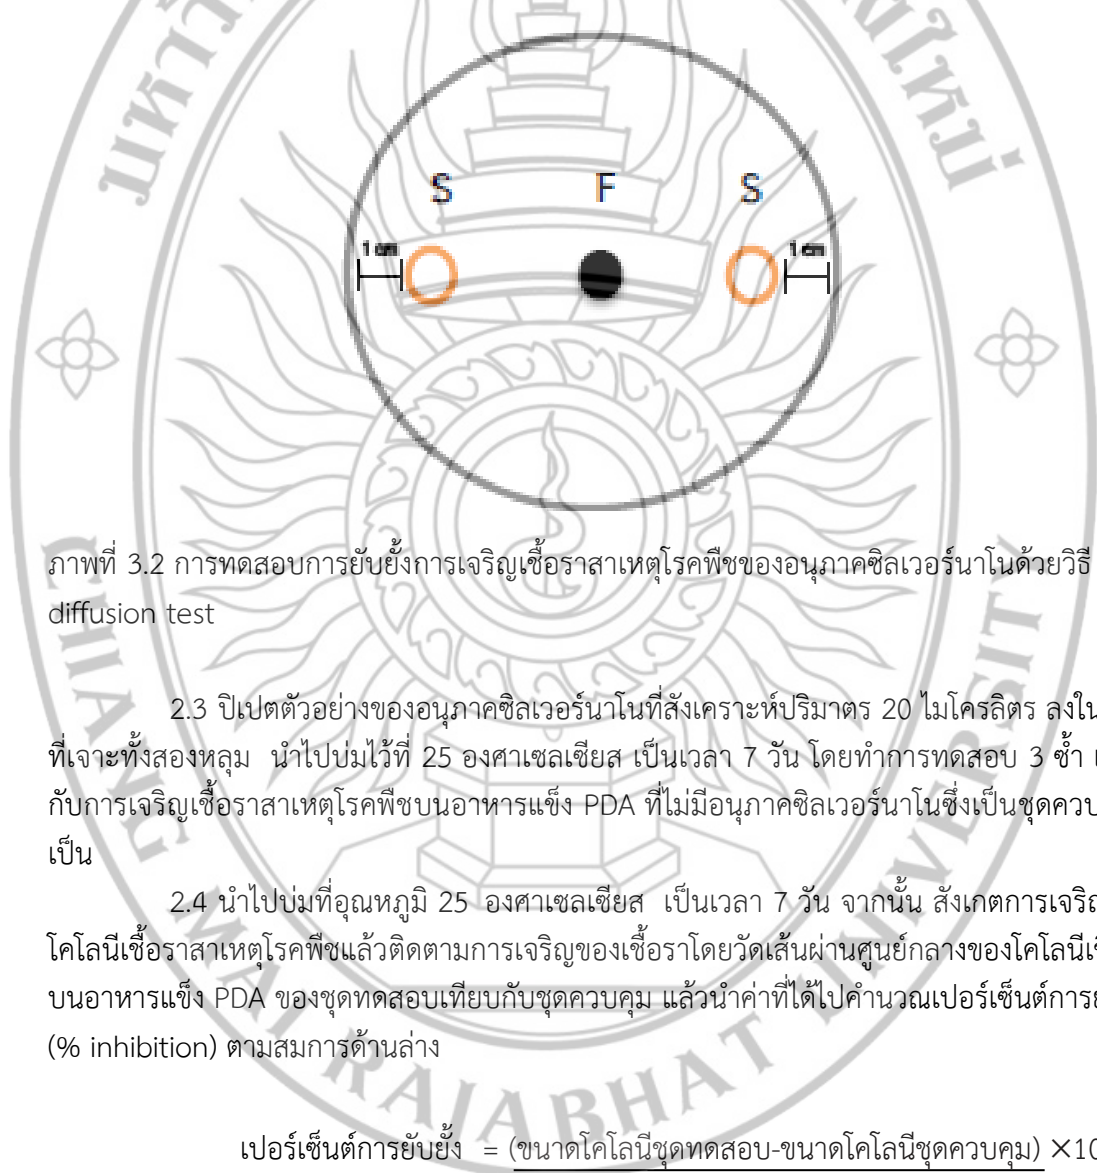 S F S
1 cm 1 cm
ภาพที่ 3.2 การทดสอบการยับยั้งการเจริญเชื้อราสาเหตุโรคพืชของอนุภาคซิลเวอร์นาโนด้วยวิธี
diffusion test
2.3 ปิเปตตัวอย่างของอนุภาคซิลเวอร์นาโนที่สังเคราะห์ปริมาตร 20 ไมโครลิตร ลงใน
ที่เจาะทั้งสองหลุม นำไปบ่มไว้ที่ 25 องศาเซลเซียส เป็นเวลา 7 วัน โดยทำการทดสอบ 3 ซ้ำ
กับการเจริญเชื้อราสาเหตุโรคพืชบนอาหารแข็ง PDA ที่ไม่มีอนุภาคซิลเวอร์นาโนซึ่งเป็นชุดควบ
เป็น
2.4 นำไปบ่มที่อุณหภูมิ 25 องศาเซลเซียส เป็นเวลา 7 วัน จากนั้น สังเกตการเจริญ
โคโลนีเชื้อราสาเหตุโรคพืชแล้วติดตามการเจริญของเชื้อราโดยวัดเส้นผ่านศูนย์กลางของโคโลนี
บนอาหารแข็ง PDA ของชุดทดสอบเทียบกับชุดควบคุม แล้วนำค่าที่ได้ไปคำนวณเปอร์เซ็นต์การ
(% inhibition) ตามสมการด้านล่าง
เปอร์เซ็นต์การยับยั้ง = (ขนาดโคโลนีชุดทดสอบ-ขนาดโคโลนีชุดควบคุม) ×10
CHIANG MAI RAJABHAT UNIVERSITY